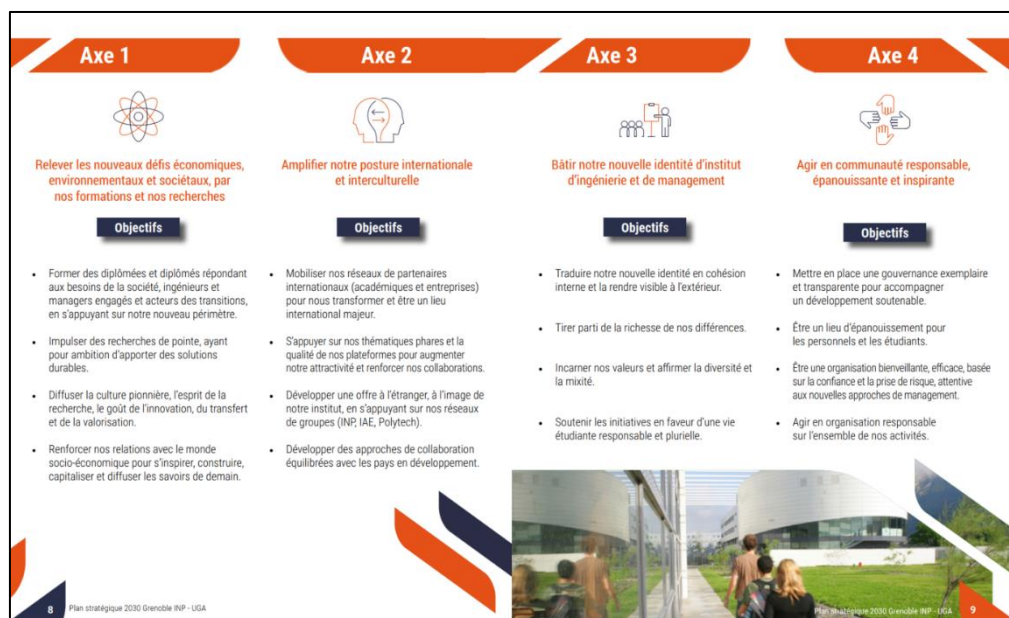 Axe 1
Relever les nouveaux défis économiques,
environnementaux et sociétaux, par
nos formations et nos recherches
Objectifs
• Former des diplômées et diplômés répondant
aux besoins de la société, ingénieurs et
managers engagés et acteurs des transitions,
en s'appuyant sur notre nouveau périmètre.
• Impulser des recherches de pointe, ayant
pour ambition d'apporter des solutions
durables.
• Diffuser la culture pionnière, l'esprit de la
recherche, le goût de l'innovation, du transfert
et de la valorisation.
• Renforcer nos relations avec le monde
socio-économique pour s'inspirer, construire,
capitaliser et diffuser les savoirs de demain.
Axe 2
Amplifier notre posture internationale
et interculturelle
Objectifs
• Mobiliser nos réseaux de partenaires
internationaux (académiques et entreprises)
pour nous transformer et être un lieu
international majeur.
• S'appuyer sur nos thématiques phares et la
qualité de nos plateformes pour augmenter
notre attractivité et renforcer nos collaborations.
• Développer une offre à l'étranger, à l'image de
notre institut, en s'appuyant sur nos réseaux
de groupes (INP, IAE, Polytech).
• Développer des approches de collaboration
équilibrées avec les pays en développement.
8 Plan stratégique 2030 Grenoble INP - UGA
Axe 3
Bâtir notre nouvelle identité d'institut
d'ingénierie et de management
Objectifs
• Traduire notre nouvelle identité en cohésion
interne et la rendre visible à l'extérieur.
• Tirer parti de la richesse de nos différences.
• Incarner nos valeurs et affirmer la diversité et
la mixité.
• Soutenir les initiatives en faveur d'une vie
étudiante responsable et plurielle.
Axe 4
Agir en communauté responsable,
épanouissante et inspirante
Objectifs
• Mettre en place une gouvernance exemplaire
et transparente pour accompagner
un développement soutenable.
• Être un lieu d'épanouissement pour
les personnels et les étudiants.
• Être une organisation bienveillante, efficace, basée
sur la confiance et la prise de risque, attentive
aux nouvelles approches de management.
• Agir en organisation responsable
sur l'ensemble de nos activités.
Plan stratégique 2030 Grenoble INP - UGA 9